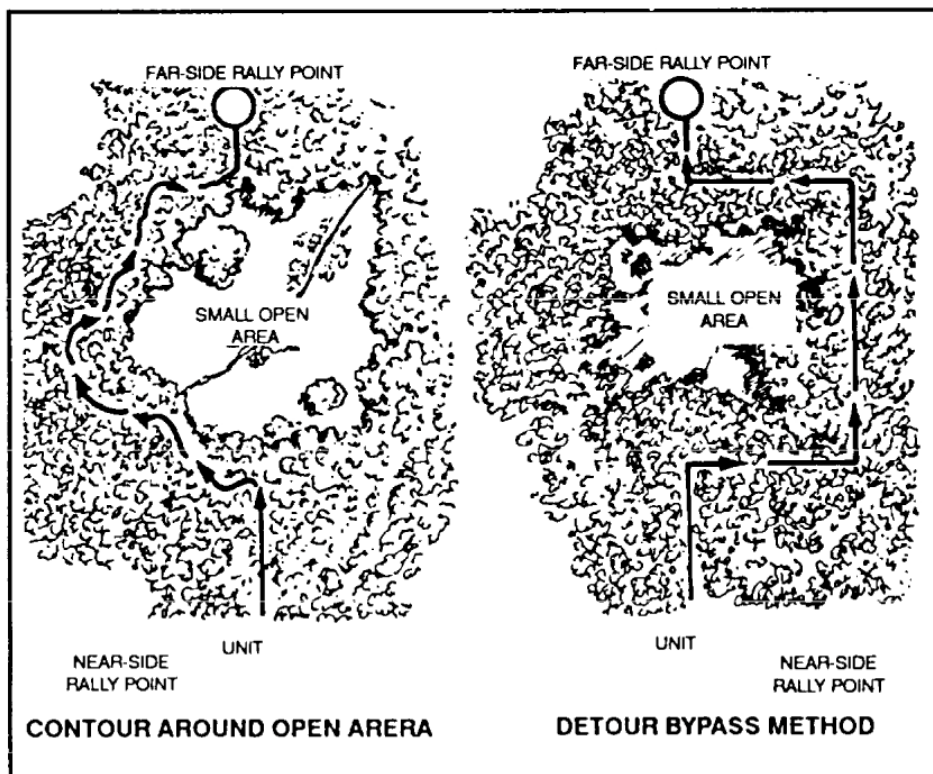 FAR-SIDE RALLY POINT
SMALL OPEN
AREA
UNIT
NEAR-SIDE
RALLY POINT
CONTOUR AROUND OPEN ARERA
FAR-SIDE RALLY POINT
SMALL OPEN
AREA
UNIT
NEAR-SIDE
RALLY POINT
DETOUR BYPASS METHOD